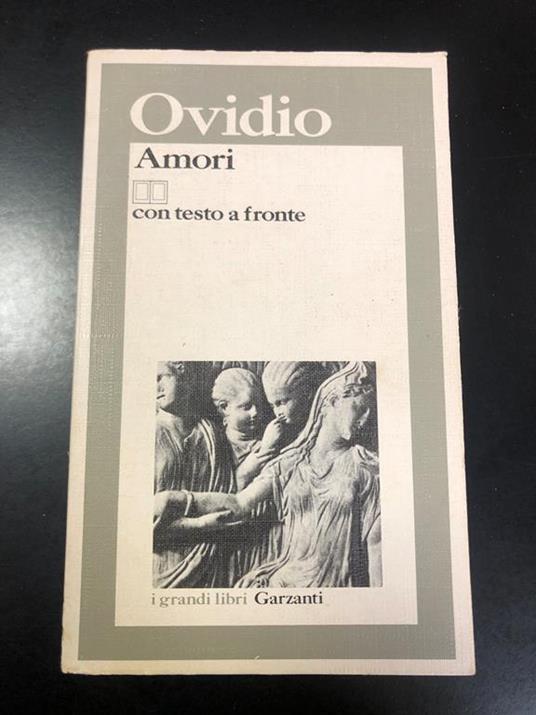 Ovidio
Amori
con testo a fronte
i grandi libri Garzanti